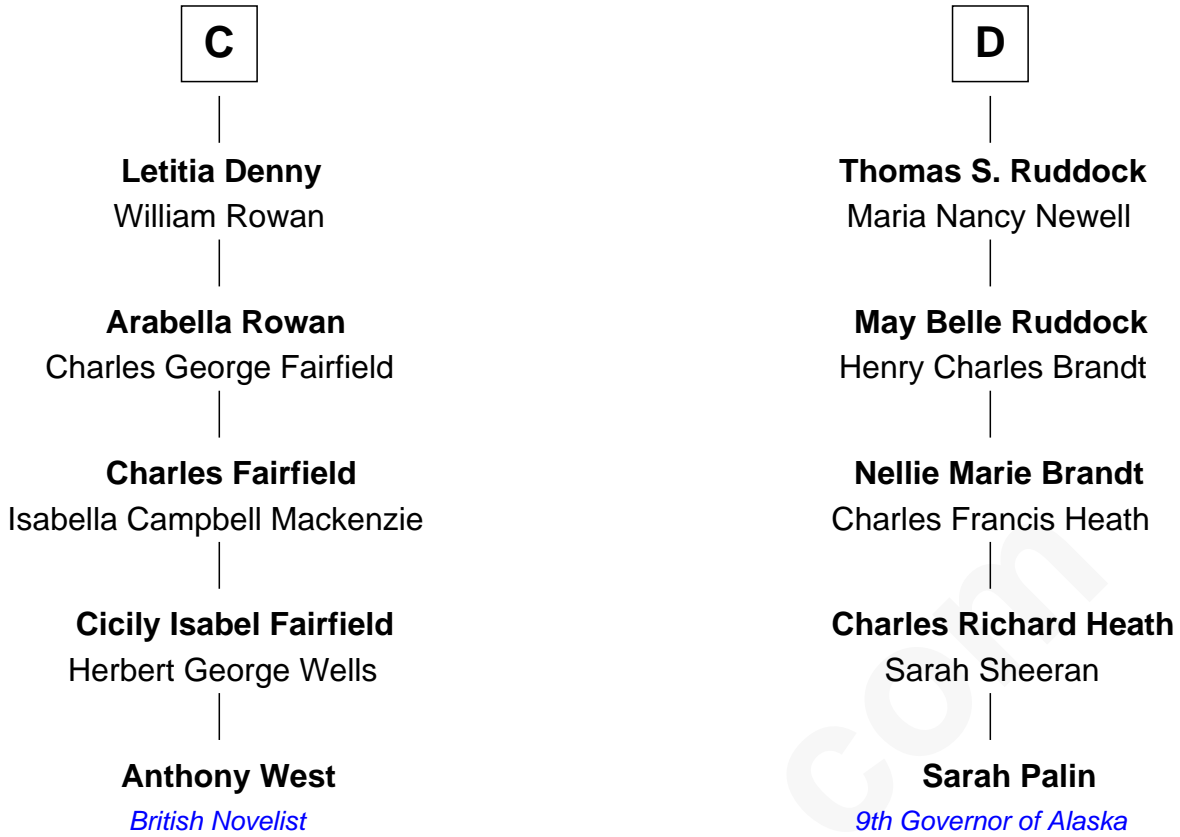 C
Letitia Denny
William Rowan
Arabella Rowan
Charles George Fairfield
Charles Fairfield
Isabella Campbell Mackenzie
Cicily Isabel Fairfield
Herbert George Wells
Anthony West
British Novelist
D
Thomas S. Ruddock
Maria Nancy Newell
May Belle Ruddock
Henry Charles Brandt
Nellie Marie Brandt
Charles Francis Heath
Charles Richard Heath
Sarah Sheeran
Sarah Palin
9th Governor of Alaska
com